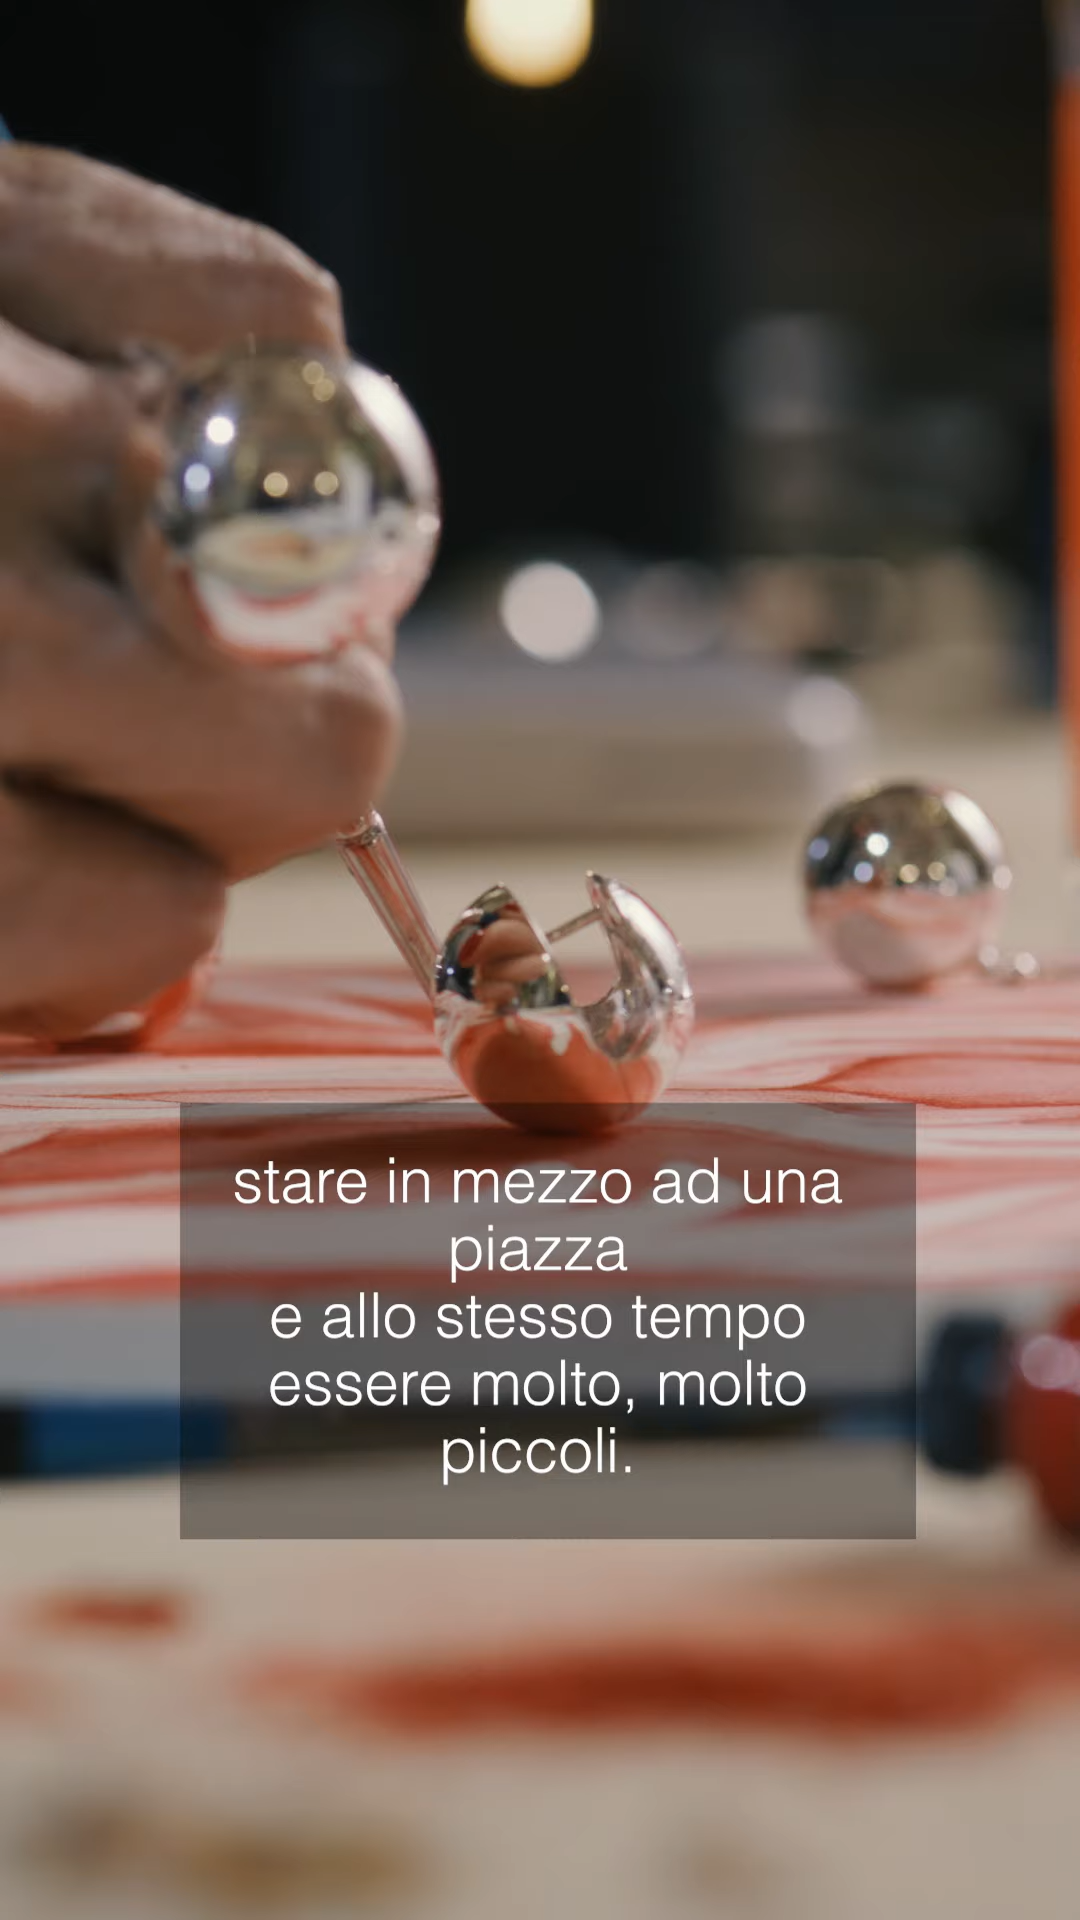 stare in mezzo ad una
piazza
e allo stesso tempo
essere molto, molto
piccoli.